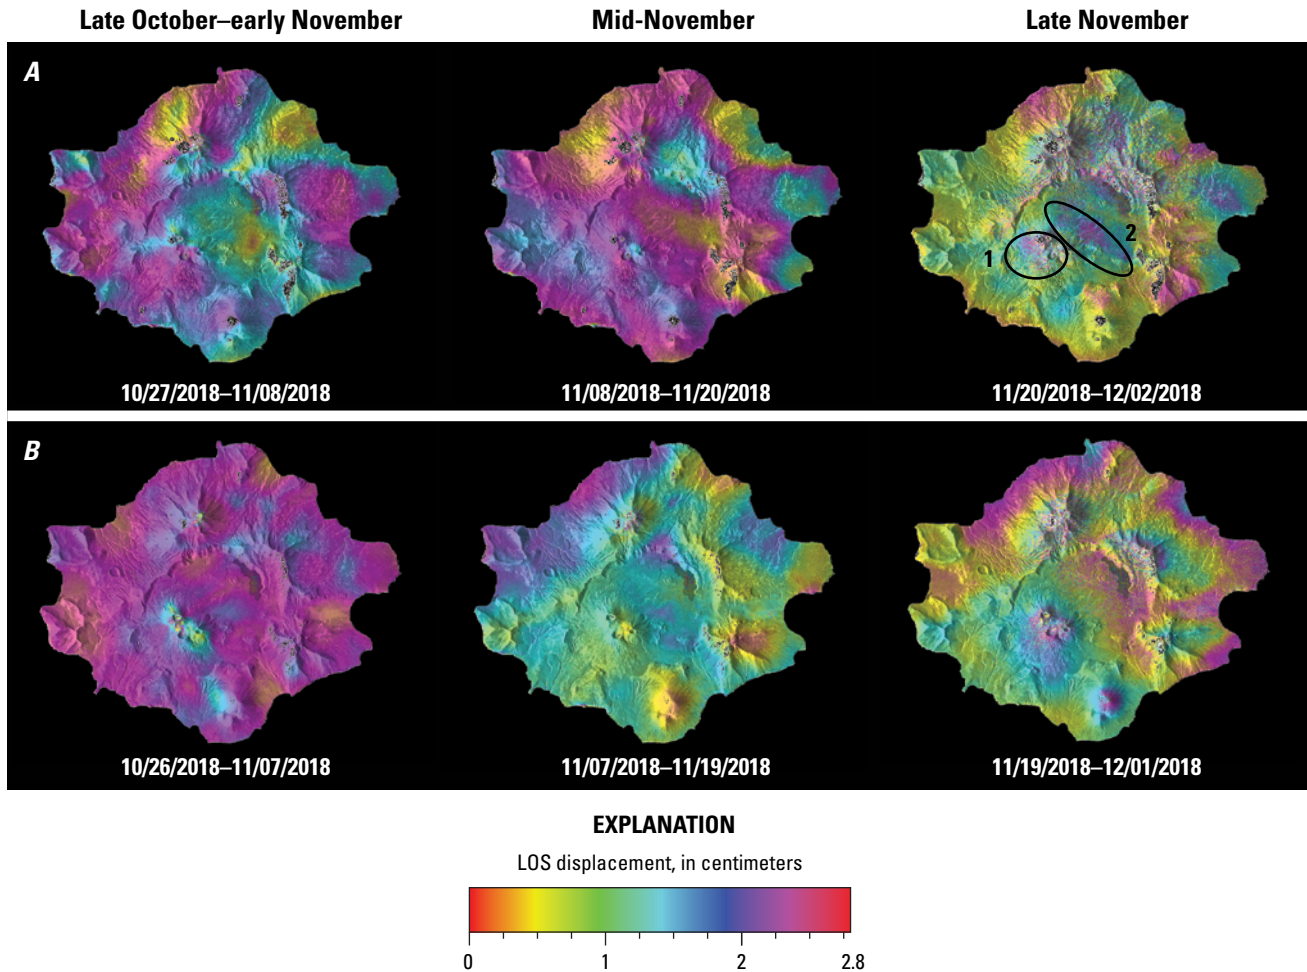 Late October–early November
Mid-November
Late November
A
1
2
10/27/2018–11/08/2018
11/08/2018–11/20/2018
11/20/2018–12/02/2018
B
10/26/2018–11/07/2018
11/07/2018–11/19/2018
11/19/2018–12/01/2018
EXPLANATION
LOS displacement, in centimeters
0 1 2 2.8